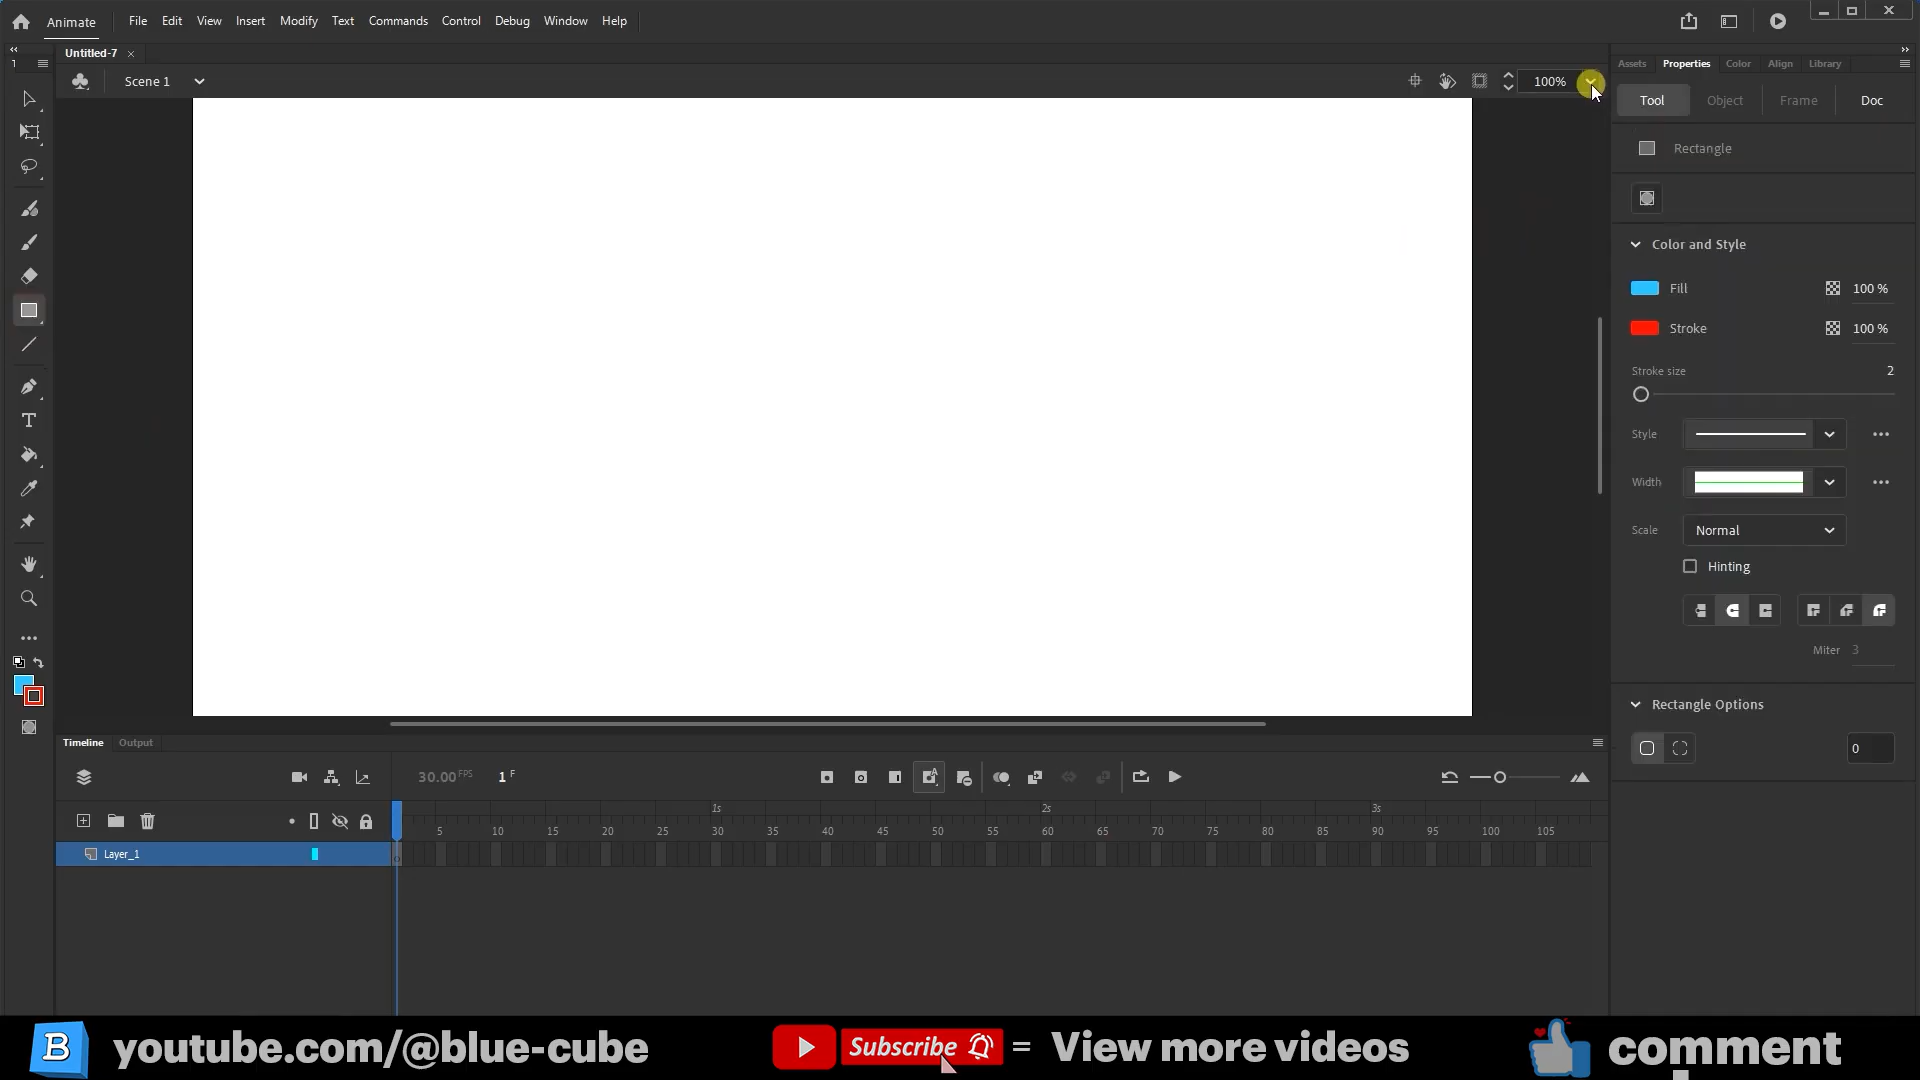 Animate File Edit View Insert Modify Text Commands Control Debug Window Help
Untitled-7
Scene 1
100%
Assets Properties Color Align Library
Tool Object Frame Doc
Rectangle
Color and Style
Fill 100 %
Stroke 100 %
Stroke size 2
Style
Width
Scale Normal
Hinting
Miter 3
Rectangle Options
0
Timeline Output
30.00 FPS 1 F
1s 2s 3s
5 10 15 20 25 30 35 40 45 50 55 60 65 70 75 80 85 90 95 100 105
Layer_1
B youtube.com/@blue-cube Subscribe = View more videos comment